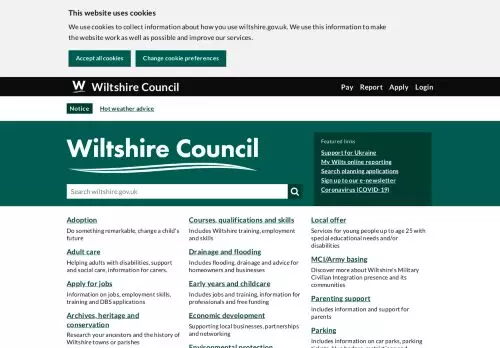 This website uses cookies
We use cookies to collect information about how you use wiltshire.gov.uk. We use this information to make
the website work as well as possible and improve our services.
Accept all cookies
Change cookie preferences
Wiltshire Council
Pay Report Apply Login
Notice Hot weather advice
Wiltshire Council
Search wiltshire.gov.uk
Featured links
Support for Ukraine
My Wilts online reporting
Search planning applications
Sign up to our e-newsletter
Coronavirus (COVID-19)
Adoption
Do something remarkable, change a child's
future
Adult care
Helping adults with disabilities, support
and social care, information for carers.
Apply for jobs
Information on jobs, employment skills,
training and DBS applications
Archives, heritage and
conservation
Research your ancestors and the history
of Wiltshire towns or parishes
Courses, qualifications and skills
Includes Wiltshire training, employment
and skills
Drainage and flooding
Includes flooding, drainage and advice for
homeowners and businesses
Early years and childcare
Includes jobs and training, information for
professionals and free funding
Economic development
Supporting local businesses, partnerships
and networking
Environmental protection
Local offer
Services for young people up to age 25 with
special educational needs and/or
disabilities
MCI/Army basing
Discover more about Wiltshire's Military
Civilian Integration presence and its
communities
Parenting support
Includes information and support for
parents
Parking
Includes information on car parks, parking